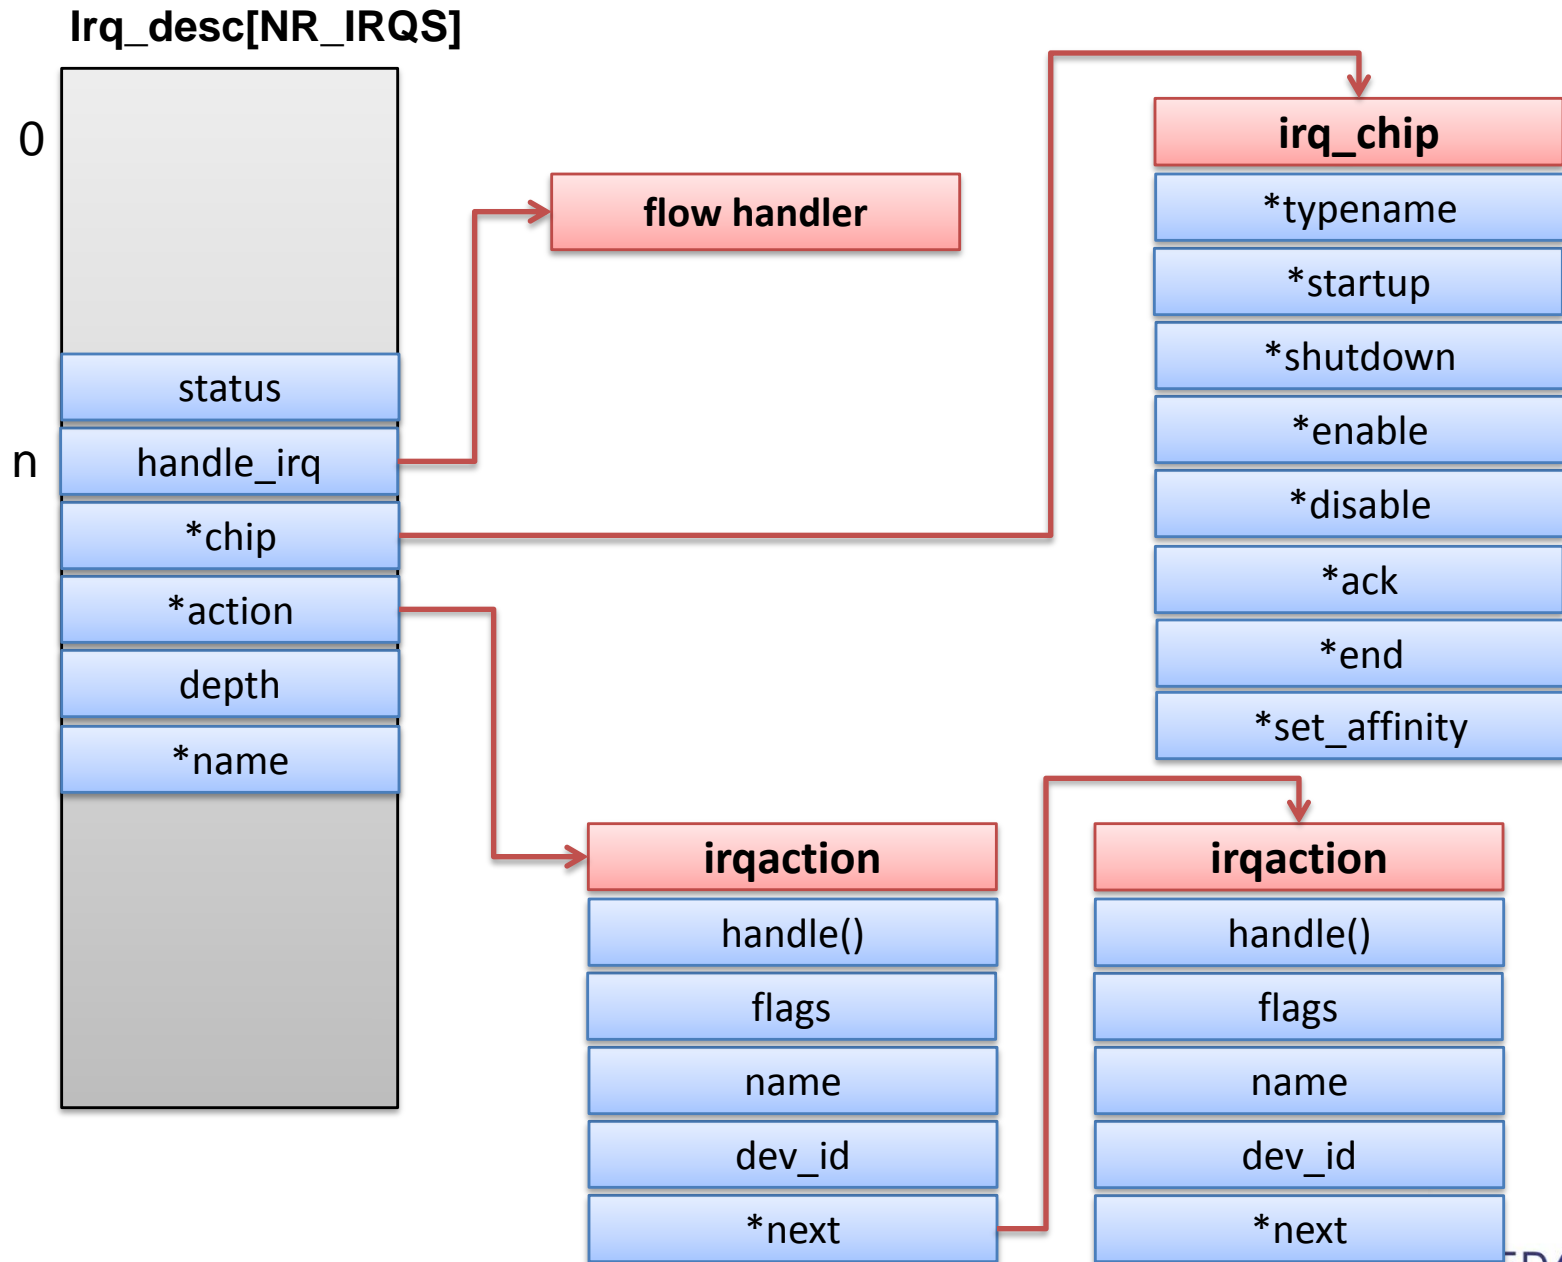 Irq_desc[NR_IRQS]
0
n
status
handle_irq
*chip
*action
depth
*name
flow handler
irq_chip
*typename
*startup
*shutdown
*enable
*disable
*ack
*end
*set_affinity
irqaction
handle()
flags
name
dev_id
*next
irqaction
handle()
flags
name
dev_id
*next